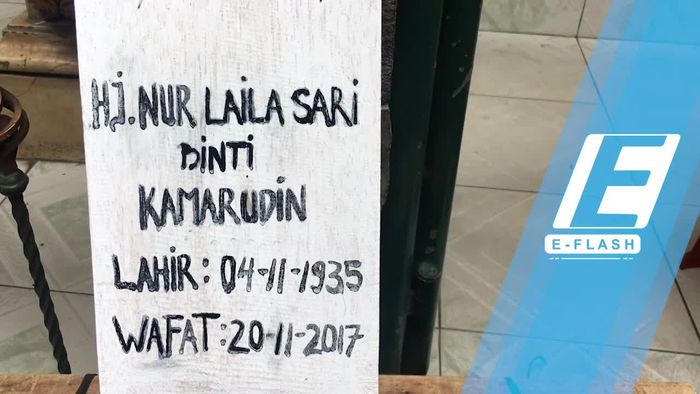 Hj. NUR LAILA SARI
BINTI
KAMARUDIN
LAHIR: 04-11-1935
WAFAT: 20-11-2017
E
E-FLASH